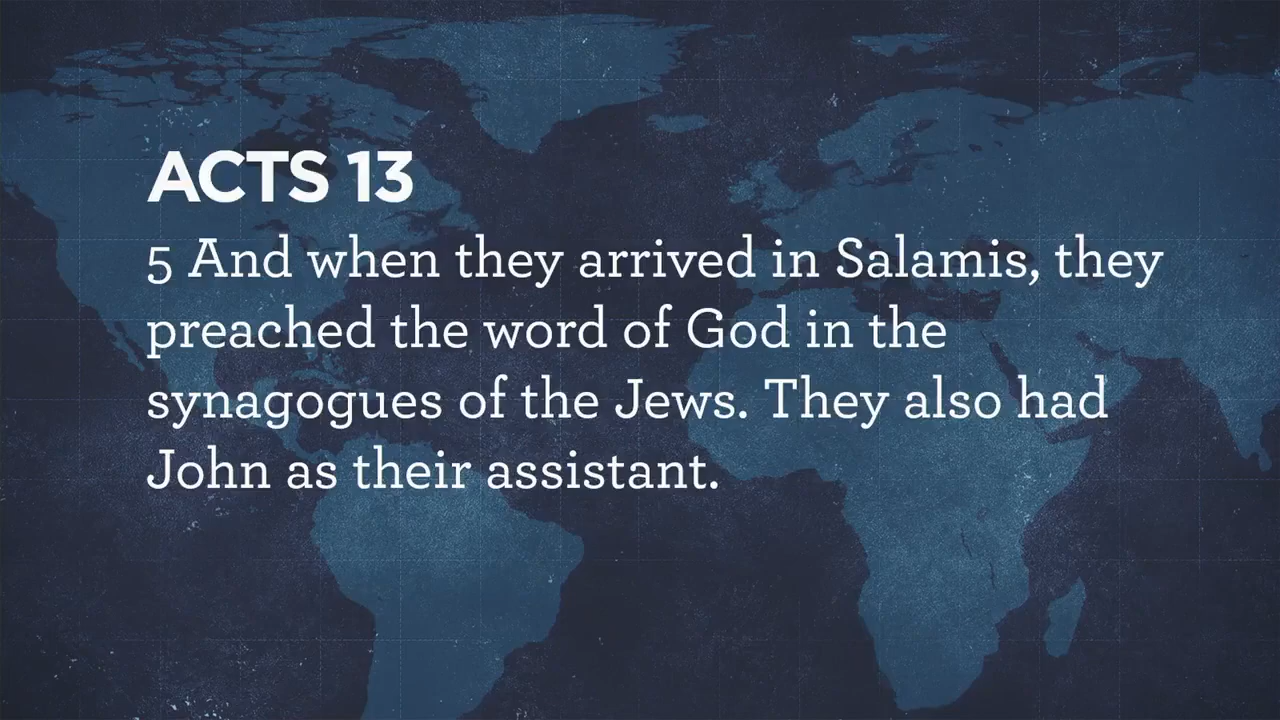 ACTS 13
5 And when they arrived in Salamis, they
preached the word of God in the
synagogues of the Jews. They also had
John as their assistant.